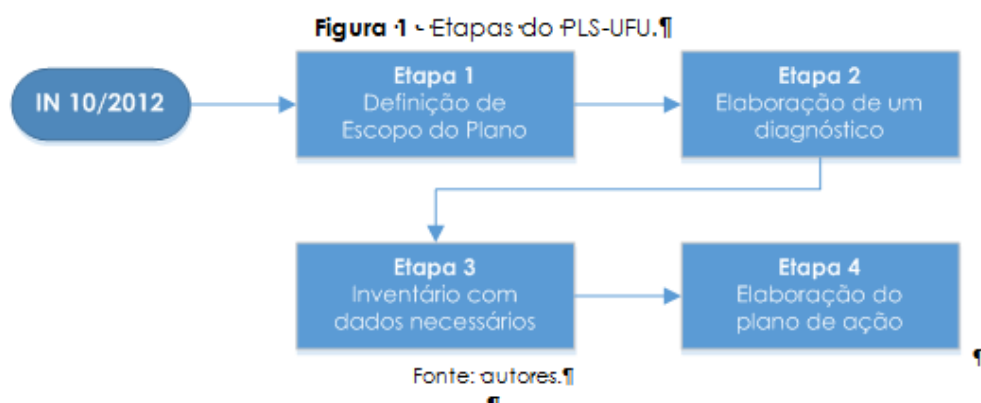 Figura 1 - Etapas do PLS-UFU.¶
IN 10/2012
Etapa 1
Definição de
Escopo do Plano
Etapa 2
Elaboração de um
diagnóstico
Etapa 3
Inventário com
dados necessários
Etapa 4
Elaboração do
plano de ação
¶
Fonte: autores.¶
¶